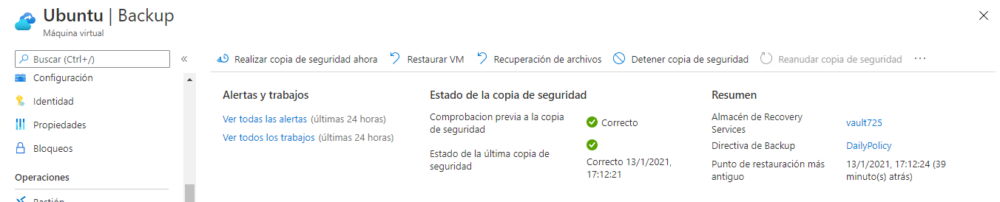 Ubuntu | Backup
Máquina virtual
Buscar (Ctrl+/)
«
Configuración
Identidad
Propiedades
Bloqueos
Operaciones
Bastión
Realizar copia de seguridad ahora
Restaurar VM
Recuperación de archivos
Detener copia de seguridad
Reanudar copia de seguridad
...
Alertas y trabajos
Ver todas las alertas (últimas 24 horas)
Ver todos los trabajos (últimas 24 horas)
Estado de la copia de seguridad
Comprobacion previa a la copia
de seguridad
Correcto
Estado de la última copia de
seguridad
Correcto 13/1/2021,
17:12:21
Resumen
Almacén de Recovery
Services
vault725
Directiva de Backup
DailyPolicy
Punto de restauración más
antiguo
13/1/2021, 17:12:24 (39
minuto(s) atrás)